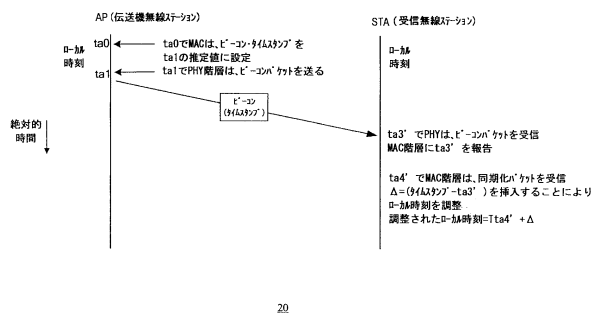 AP (伝送機無線ｽﾃｰｼｮﾝ)
STA (受信無線ｽﾃｰｼｮﾝ)
ﾛｰｶﾙ
時刻
ta0
ta0でMACは、ﾋﾞｰｺﾝ・ﾀｲﾑｽﾀﾝﾌﾟを
ta1の推定値に設定
ta1
ta1でPHY階層は、ﾋﾞｰｺﾝﾊﾟｹｯﾄを送る
ﾛｰｶﾙ
時刻
ﾋﾞｰｺﾝ
(ﾀｲﾑｽﾀﾝﾌﾟ)
絶対的
時間
ta3’でPHYは、ﾋﾞｰｺﾝﾊﾟｹｯﾄを受信
MAC階層にta3’を報告
ta4’でMAC階層は、同期化ﾊﾟｹｯﾄを受信
Δ=(ﾀｲﾑｽﾀﾝﾌﾟ-ta3’)を挿入することにより
ﾛｰｶﾙ時刻を調整
調整されたﾛｰｶﾙ時刻=Tta4’+Δ
20